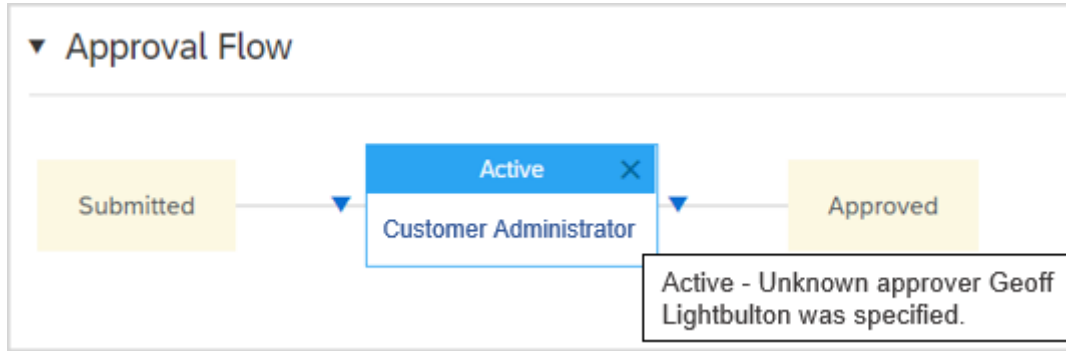 Approval Flow
Active
Submitted
Customer Administrator
Approved
Active - Unknown approver Geoff
Lightbulton was specified.